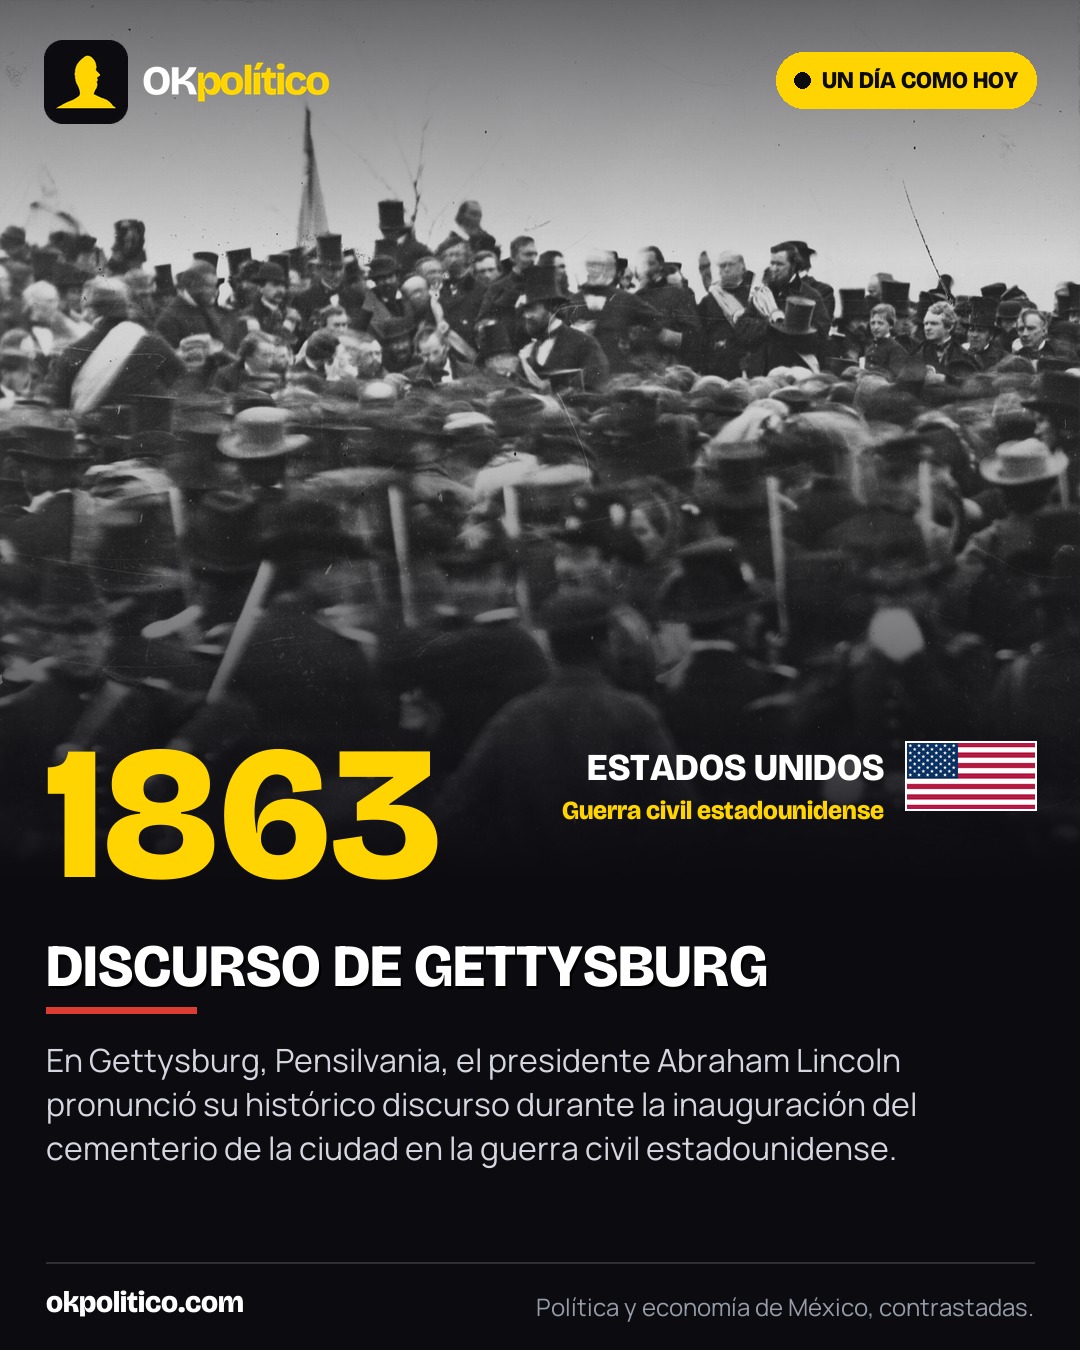 OKpolítico
UN DÍA COMO HOY
1863
ESTADOS UNIDOS
Guerra civil estadounidense
DISCURSO DE GETTYSBURG
En Gettysburg, Pensilvania, el presidente Abraham Lincoln
pronunció su histórico discurso durante la inauguración del
cementerio de la ciudad en la guerra civil estadounidense.
okpolitico.com
Política y economía de México, contrastadas.